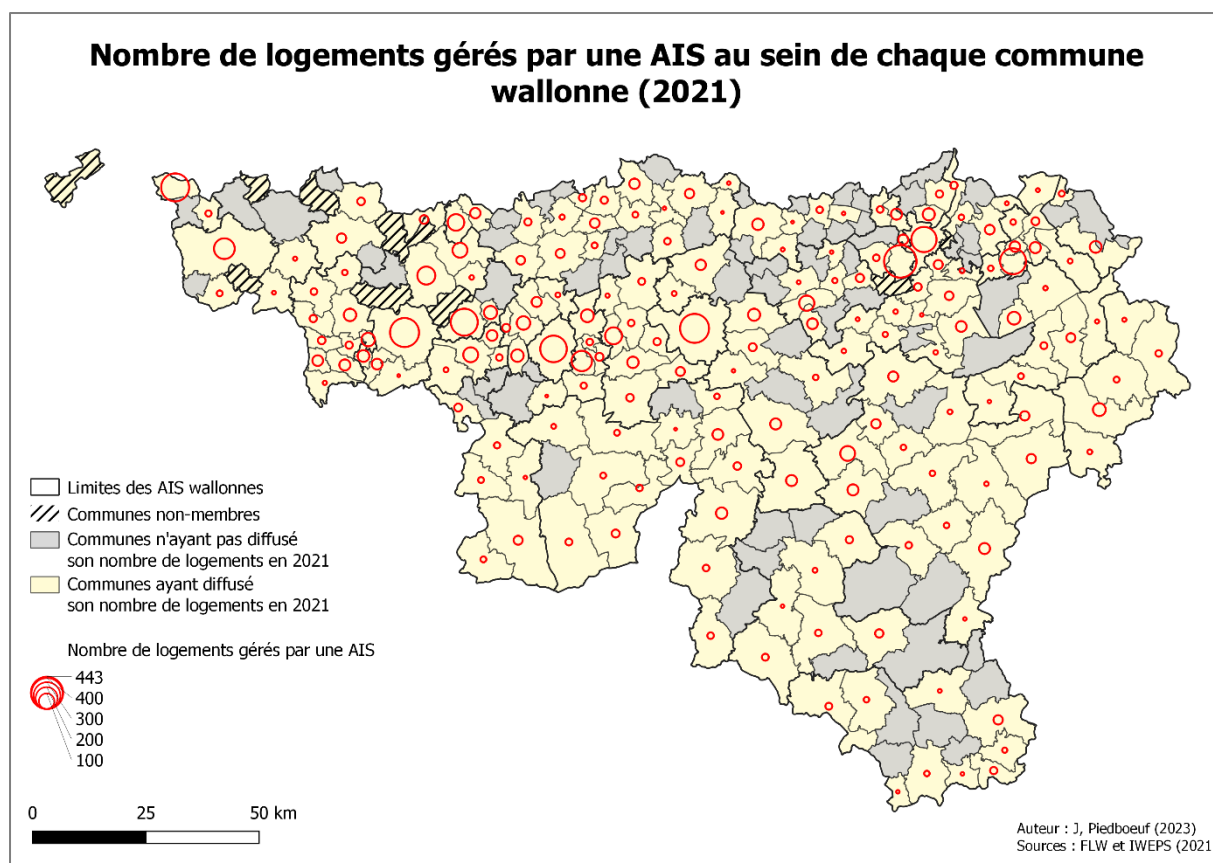 Nombre de logements gérés par une AIS au sein de chaque commune
wallonne (2021)
Limites des AIS wallonnes
Communes non-membres
Communes n'ayant pas diffusé
son nombre de logements en 2021
Communes ayant diffusé
son nombre de logements en 2021
Nombre de logements gérés par une AIS
443
400
300
200
100
0 25 50 km
Auteur : J, Piedboeuf (2023)
Sources : FLW et IWEPS (2021